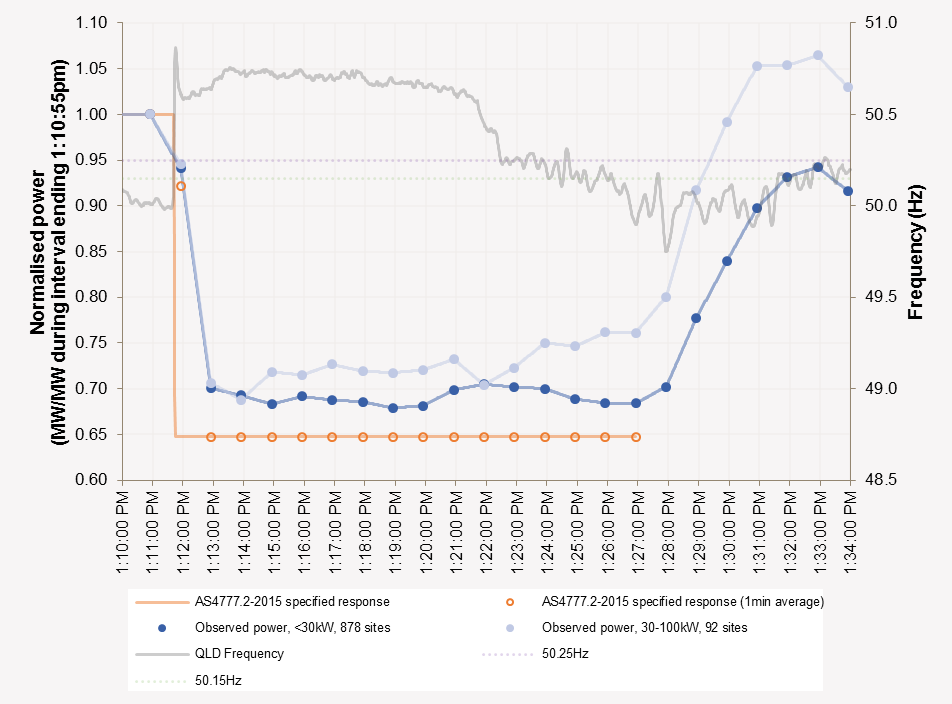 1.10
1.05
1.00
0.95
0.90
0.85
0.80
0.75
0.70
0.65
0.60
Normalised power
(MW/MW during interval ending 1:10:55pm)
51.0
50.5
50.0
49.5
49.0
48.5
Frequency (Hz)
1:10:00 PM
1:11:00 PM
1:12:00 PM
1:13:00 PM
1:14:00 PM
1:15:00 PM
1:16:00 PM
1:17:00 PM
1:18:00 PM
1:19:00 PM
1:20:00 PM
1:21:00 PM
1:22:00 PM
1:23:00 PM
1:24:00 PM
1:25:00 PM
1:26:00 PM
1:27:00 PM
1:28:00 PM
1:29:00 PM
1:30:00 PM
1:31:00 PM
1:32:00 PM
1:33:00 PM
1:34:00 PM
AS4777.2-2015 specified response
AS4777.2-2015 specified response (1min average)
Observed power, <30kW, 878 sites
Observed power, 30-100kW, 92 sites
QLD Frequency
50.25Hz
50.15Hz